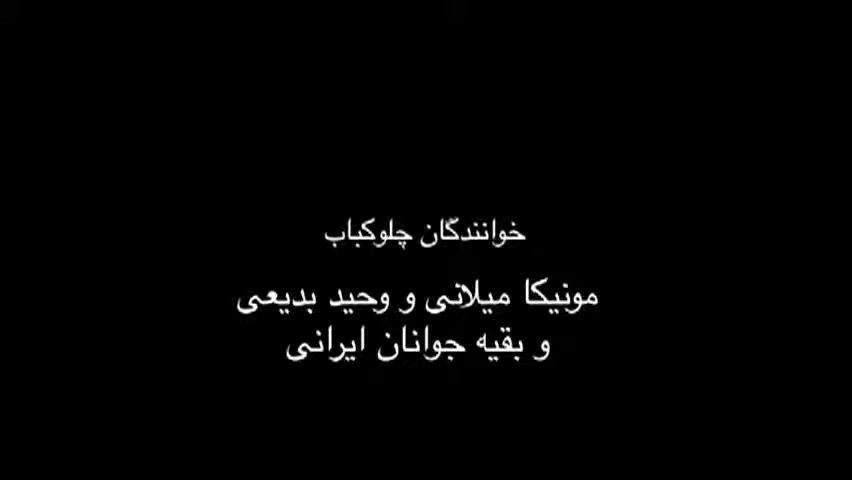 خوانندگان چلوکباب
مونیکا میلانی و وحید بدیعی
و بقیه جوانان ایرانی